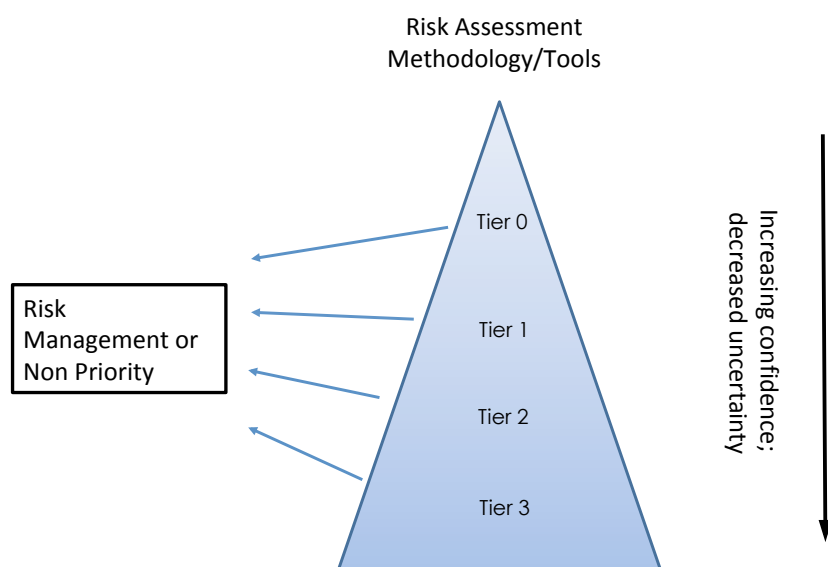 Risk Assessment
Methodology/Tools
Tier 0
Tier 1
Tier 2
Tier 3
Risk
Management or
Non Priority
Increasing confidence;
decreased uncertainty